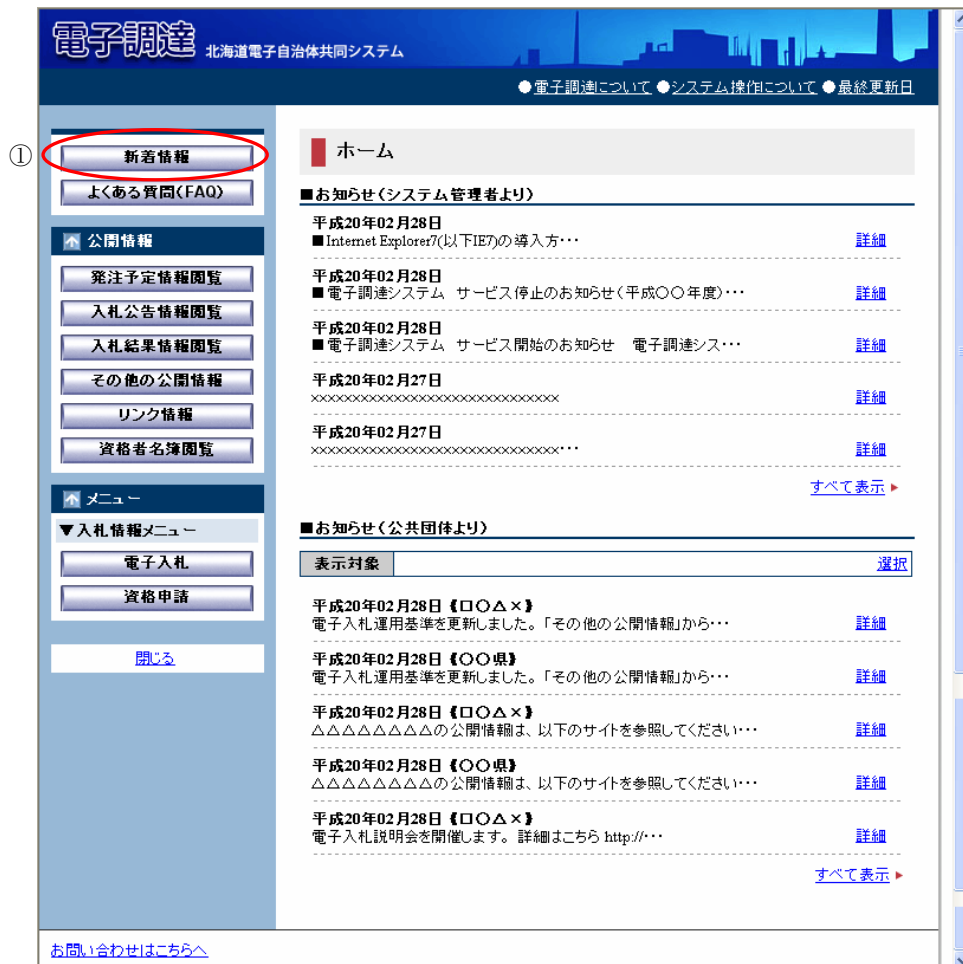 電子調達 北海道電子自治体共同システム
●電子調達について ●システム操作について ●最終更新日
①
新着情報
よくある質問(FAQ)
公開情報
発注予定情報閲覧
入札公告情報閲覧
入札結果情報閲覧
その他の公開情報
リンク情報
資格者名簿閲覧
メニュー
▼入札情報メニュー
電子入札
資格申請
閉じる
ホーム
■お知らせ(システム管理者より)
平成20年02月28日
■Internet Explorer7(以下IE7)の導入方・・・ 詳細
平成20年02月28日
■電子調達システム サービス停止のお知らせ(平成〇〇年度)・・・ 詳細
平成20年02月28日
■電子調達システム サービス開始のお知らせ 電子調達シス・・・ 詳細
平成20年02月27日
×××××××××××××××××××××××××××× 詳細
平成20年02月27日
××××××××××××××××××××××××××××・・・ 詳細
すべて表示
■お知らせ(公共団体より)
表示対象 選択
平成20年02月28日【口〇△×】
電子入札運用基準を更新しました。「その他の公開情報」から・・・ 詳細
平成20年02月28日【〇〇県】
電子入札運用基準を更新しました。「その他の公開情報」から・・・ 詳細
平成20年02月28日【口〇△×】
△△△△△△△△の公開情報は、以下のサイトを参照してください・・・ 詳細
平成20年02月28日【〇〇県】
△△△△△△△△の公開情報は、以下のサイトを参照してください・・・ 詳細
平成20年02月28日【口〇△×】
電子入札説明会を開催します。詳細はこちら http://・・・ 詳細
すべて表示
お問い合わせはこちらへ